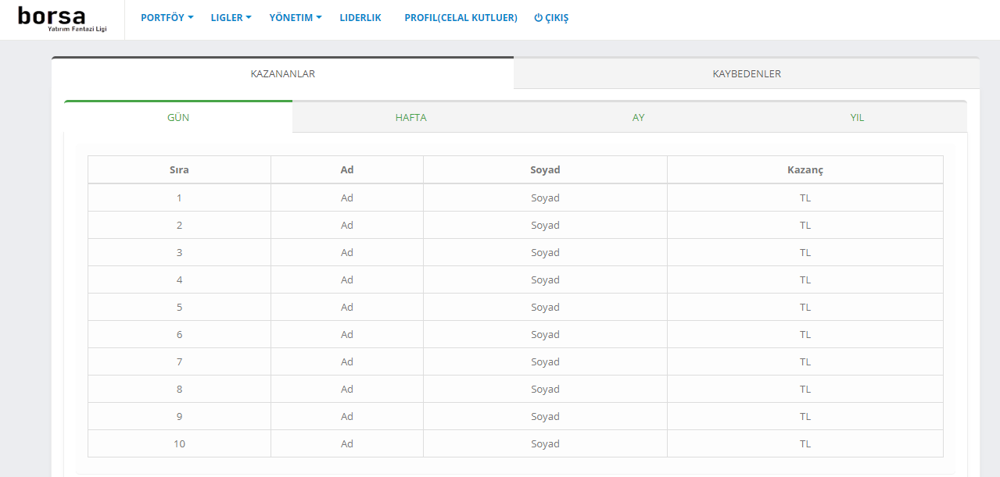 borsa
Yatırım Fantazi Ligi
PORTFÖY LIGLER YÖNETIM LIDERLIK PROFIL(CELAL KUTLUER) ÇIKIŞ
KAZANANLAR KAYBEDENLER
GÜN HAFTA AY YIL
Sıra Ad Soyad Kazanç
1 Ad Soyad TL
2 Ad Soyad TL
3 Ad Soyad TL
4 Ad Soyad TL
5 Ad Soyad TL
6 Ad Soyad TL
7 Ad Soyad TL
8 Ad Soyad TL
9 Ad Soyad TL
10 Ad Soyad TL